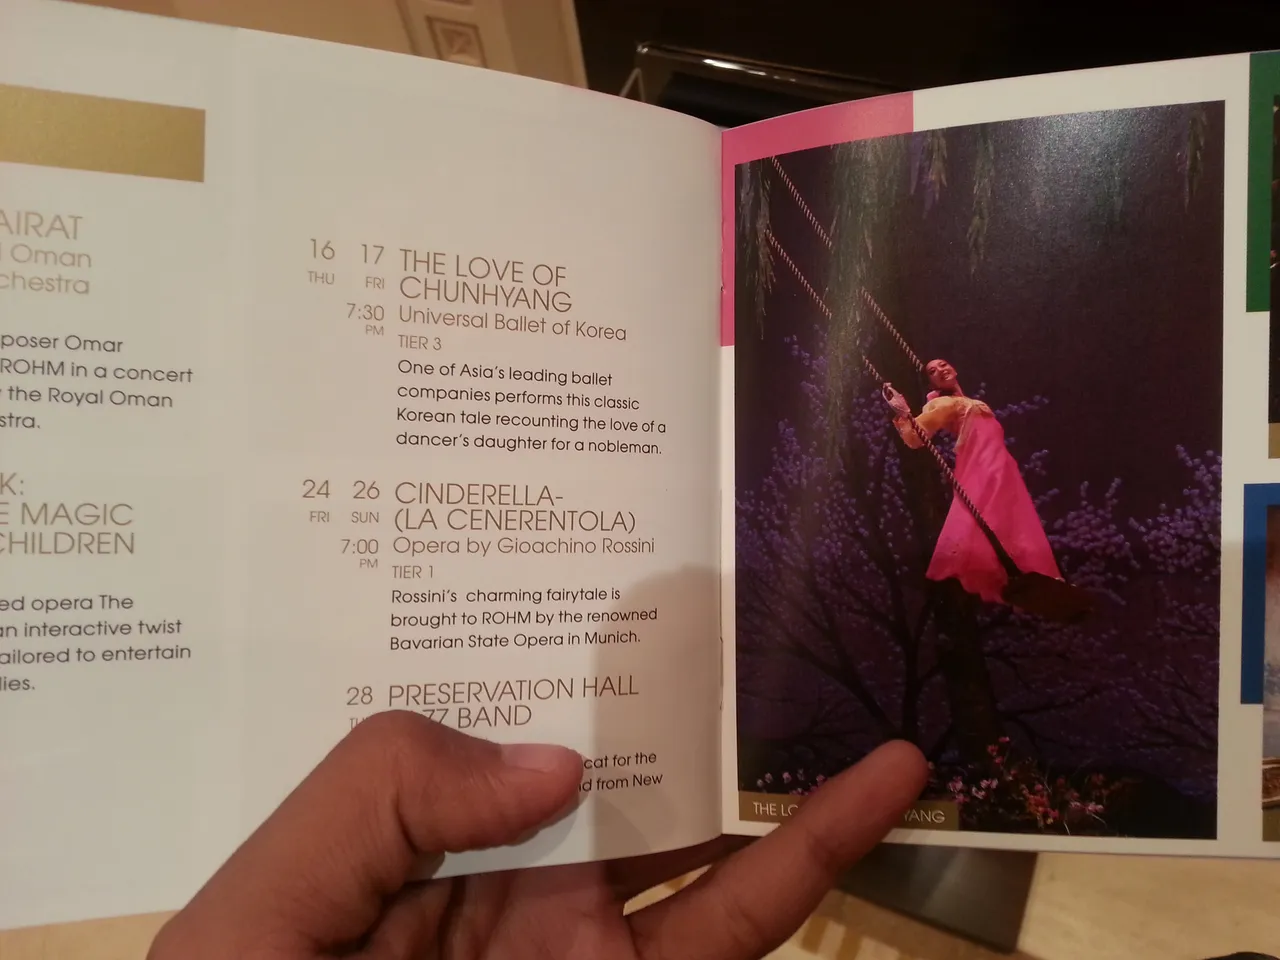 AIRAT
Oman
chestra
poser Omar
ROHM in a concert
the Royal Oman
stra.
K:
E MAGIC
CHILDREN
ed opera The
an interactive twist
ailored to entertain
lies.
16 17 THE LOVE OF
THU FRI CHUNHYANG
7:30 Universal Ballet of Korea
PM
TIER 3
One of Asia's leading ballet
companies performs this classic
Korean tale recounting the love of a
dancer's daughter for a nobleman.
24 26 CINDERELLA-
FRI SUN (LA CENERENTOLA)
7:00 Opera by Gioachino Rossini
PM
TIER 1
Rossini's charming fairytale is
brought to ROHM by the renowned
Bavarian State Opera in Munich.
28 PRESERVATION HALL
BAND
cat for the
from New
THE LO YANG